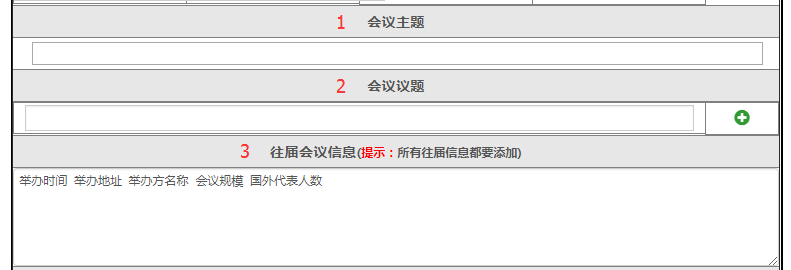 1 会议主题
2 会议议题
3 往届会议信息(提示：所有往届信息都要添加)
举办时间 举办地址 举办方名称 会议规模 国外代表人数